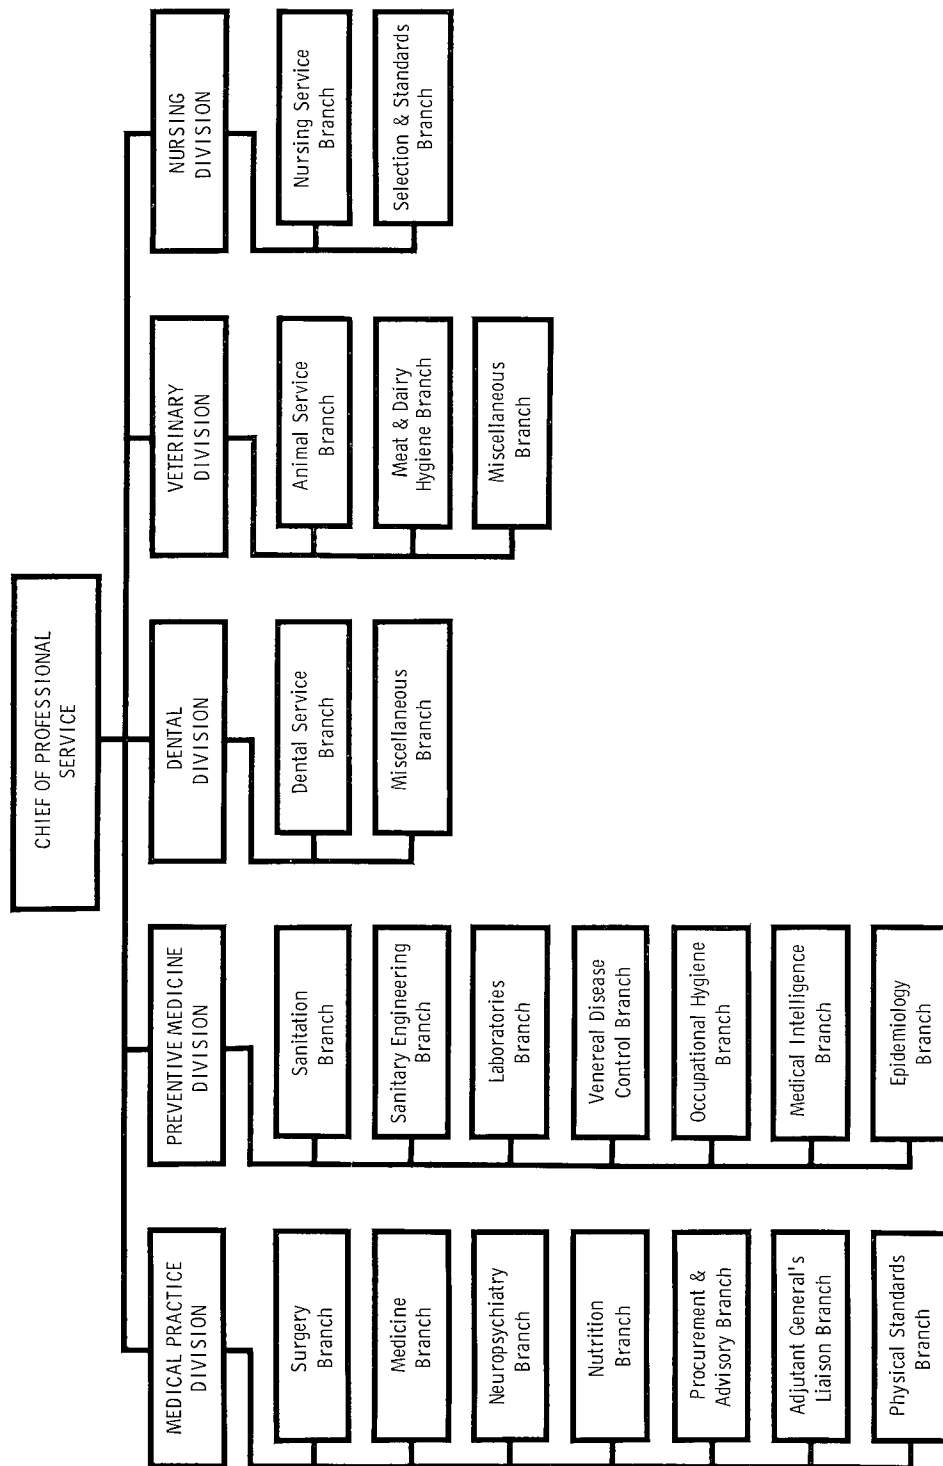 CHIEF OF PROFESSIONAL
SERVICE
MEDICAL PRACTICE
DIVISION
Surgery
Branch
Medicine
Branch
Neuropsychiatry
Branch
Nutrition
Branch
Procurement &
Advisory Branch
Adjutant General's
Liaison Branch
Physical Standards
Branch
PREVENTIVE MEDICINE
DIVISION
Sanitation
Branch
Sanitary Engineering
Branch
Laboratories
Branch
Venereal Disease
Control Branch
Occupational Hygiene
Branch
Medical Intelligence
Branch
Epidemiology
Branch
DENTAL
DIVISION
Dental Service
Branch
Miscellaneous
Branch
VETERINARY
DIVISION
Animal Service
Branch
Meat & Dairy
Hygiene Branch
Miscellaneous
Branch
NURSING
DIVISION
Nursing Service
Branch
Selection & Standards
Branch